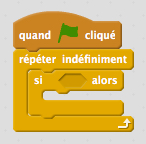 quand cliqué
répéter indéfiniment
si alors